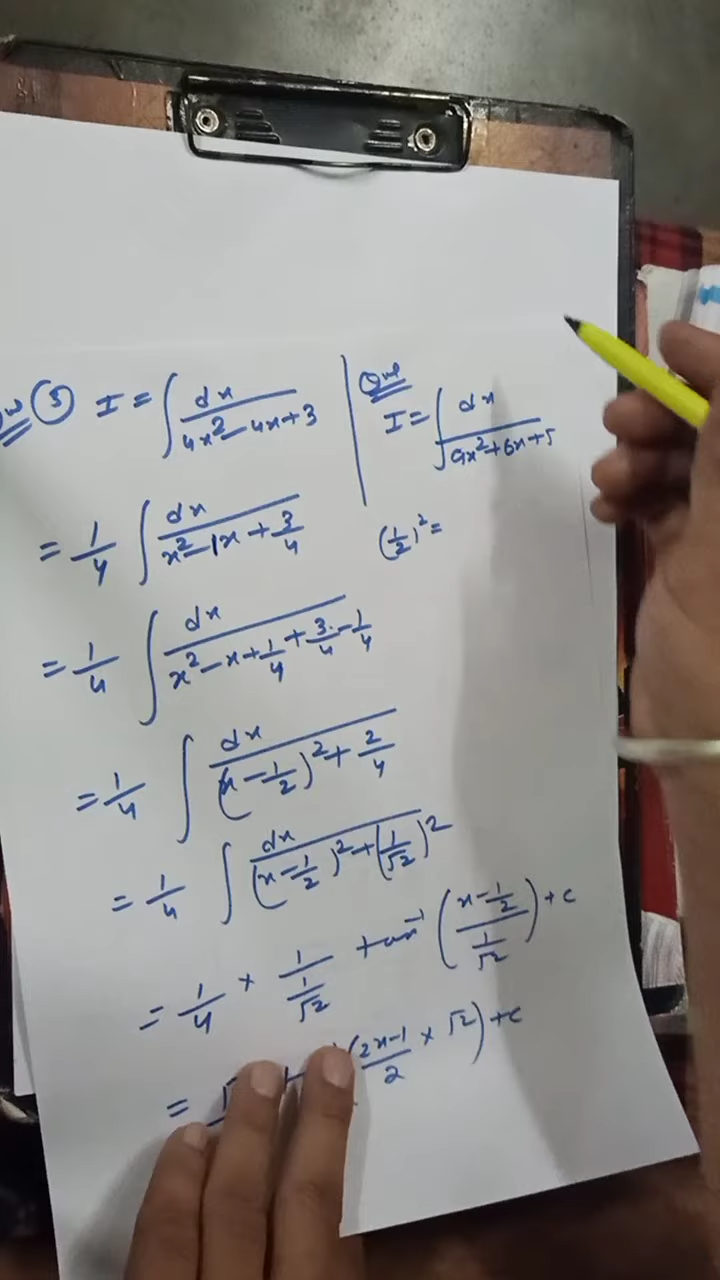 Qus ③ I = ∫ dx / 4x² - 4x + 3
= 1/4 ∫ dx / x² - 1x + 3/4
= 1/4 ∫ dx / x² - x + 1/4 + 3/4 - 1/4
= 1/4 ∫ dx / (x - 1/2)² + 2/4
= 1/4 ∫ dx / (x - 1/2)² + (1/√2)²
= 1/4 × 1 / 1/√2 tan⁻¹ (x - 1/2 / 1/√2) + c
= (2x-1 / 2 × √2) + c
Qus
I = ∫ dx / 9x² + 6x + 5
(1/2)² =